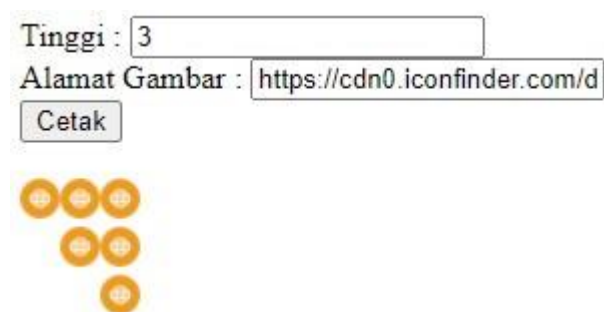 Tinggi : 3
Alamat Gambar : https://cdn0.iconfinder.com/d
Cetak